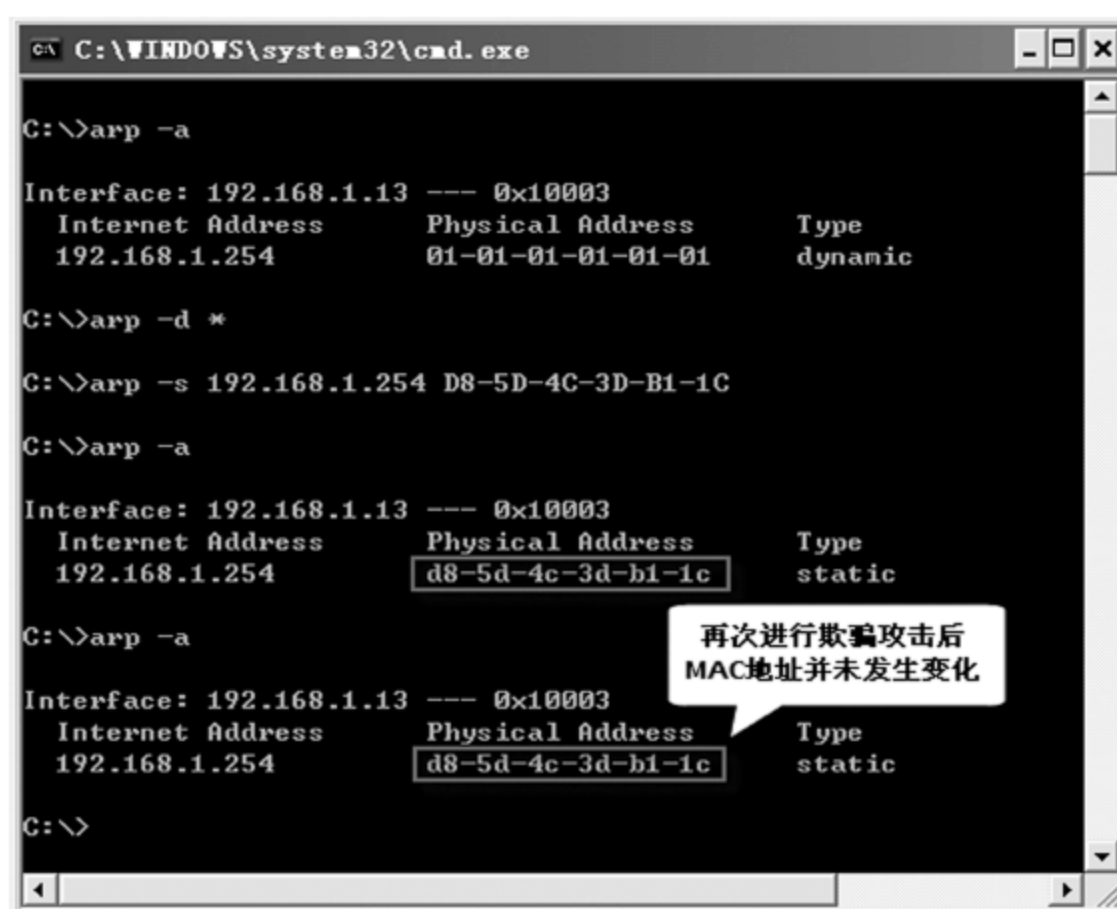 C:\WINDOWS\system32\cmd.exe
C:\>arp -a
Interface: 192.168.1.13 --- 0x10003
Internet Address Physical Address Type
192.168.1.254 01-01-01-01-01-01 dynamic
C:\>arp -d *
C:\>arp -s 192.168.1.254 D8-5D-4C-3D-B1-1C
C:\>arp -a
Interface: 192.168.1.13 --- 0x10003
Internet Address Physical Address Type
192.168.1.254 d8-5d-4c-3d-b1-1c static
C:\>arp -a
再次进行欺骗攻击后
MAC地址并未发生变化
Interface: 192.168.1.13 --- 0x10003
Internet Address Physical Address Type
192.168.1.254 d8-5d-4c-3d-b1-1c static
C:\>